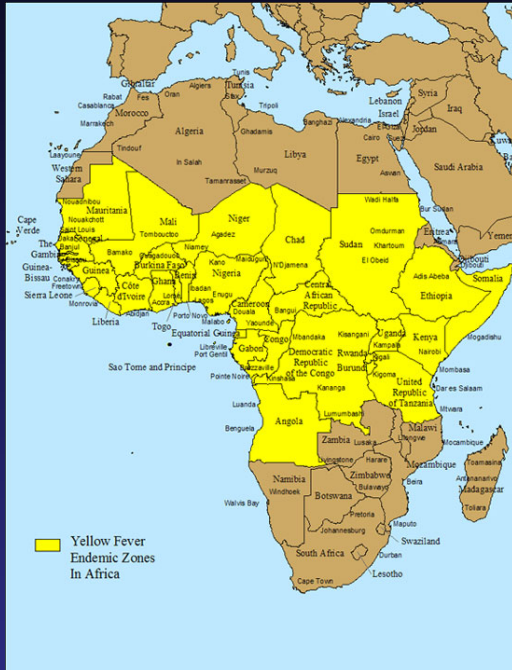 Gibraltar
Algiers
Tunis
Tunisia
Sfax
Rabat
Fes
Oran
Casablanca
Morocco
Marrakech
Tripoli
Banghazi
Alexandria
Lebanon
Israel
Syria
Iraq
Jordan
Cairo
Suez
Laayoune
Western
Sahara
Tindouf
Algeria
Ghadamis
In Salah
Libya
Egypt
Murzuq
Tamanrasset
Aswan
Saudi Arabia
Nouadhibou
Mauritania
Nouakchott
Wadi Halfa
Bur Sudan
Cape
Verde
Saint Louis
Mali
Tombouctou
Niger
Agadez
Chad
Sudan
Omdurman
Khartoum
El Obeid
Eritrea
Yemen
Senegal
The
Gambia
Banjul
Bamako
Niamey
Ouagadougou
Burkina Faso
Kano
Maiduguri
N'Djamena
Djibouti
Djibouti
Guinea-
Bissau
Guinea
Conakry
Freetown
Sierra Leone
Côte
d'Ivoire
Ghana
Benin
Nigeria
Ibadan
Enugu
Adis Abeba
Ethiopia
Somalia
Monrovia
Liberia
Abidjan
Accra
Lome
Lagos
Togo
Porto Novo
Cameroon
Douala
Central
African
Republic
Bangui
Malabo
Yaounde
Equatorial Guinea
Libreville
Port Gentil
Gabon
Congo
Mbandaka
Kisangani
Uganda
Kampala
Kenya
Nairobi
Mogadishu
Sao Tome and Principe
Democratic
Republic
of the Congo
Rwanda
Kigali
Burundi
Brazzaville
Pointe Noire
Kinshasa
Kananga
Kigoma
United
Republic
of Tanzania
Mombasa
Dar es Salaam
Mtwara
Luanda
Lumumbashi
Benguela
Angola
Zambia
Lusaka
Malawi
Lilongwe
Mocambique
Livingstone
Harare
Mozambique
Namibia
Windhoek
Zimbabwe
Bulawayo
Beira
Toamasina
Antananarivo
Madagascar
Toliara
Walvis Bay
Botswana
Pretoria
Maputo
Johannesburg
Swaziland
South Africa
Durban
Lesotho
Cape Town
Yellow Fever
Endemic Zones
In Africa